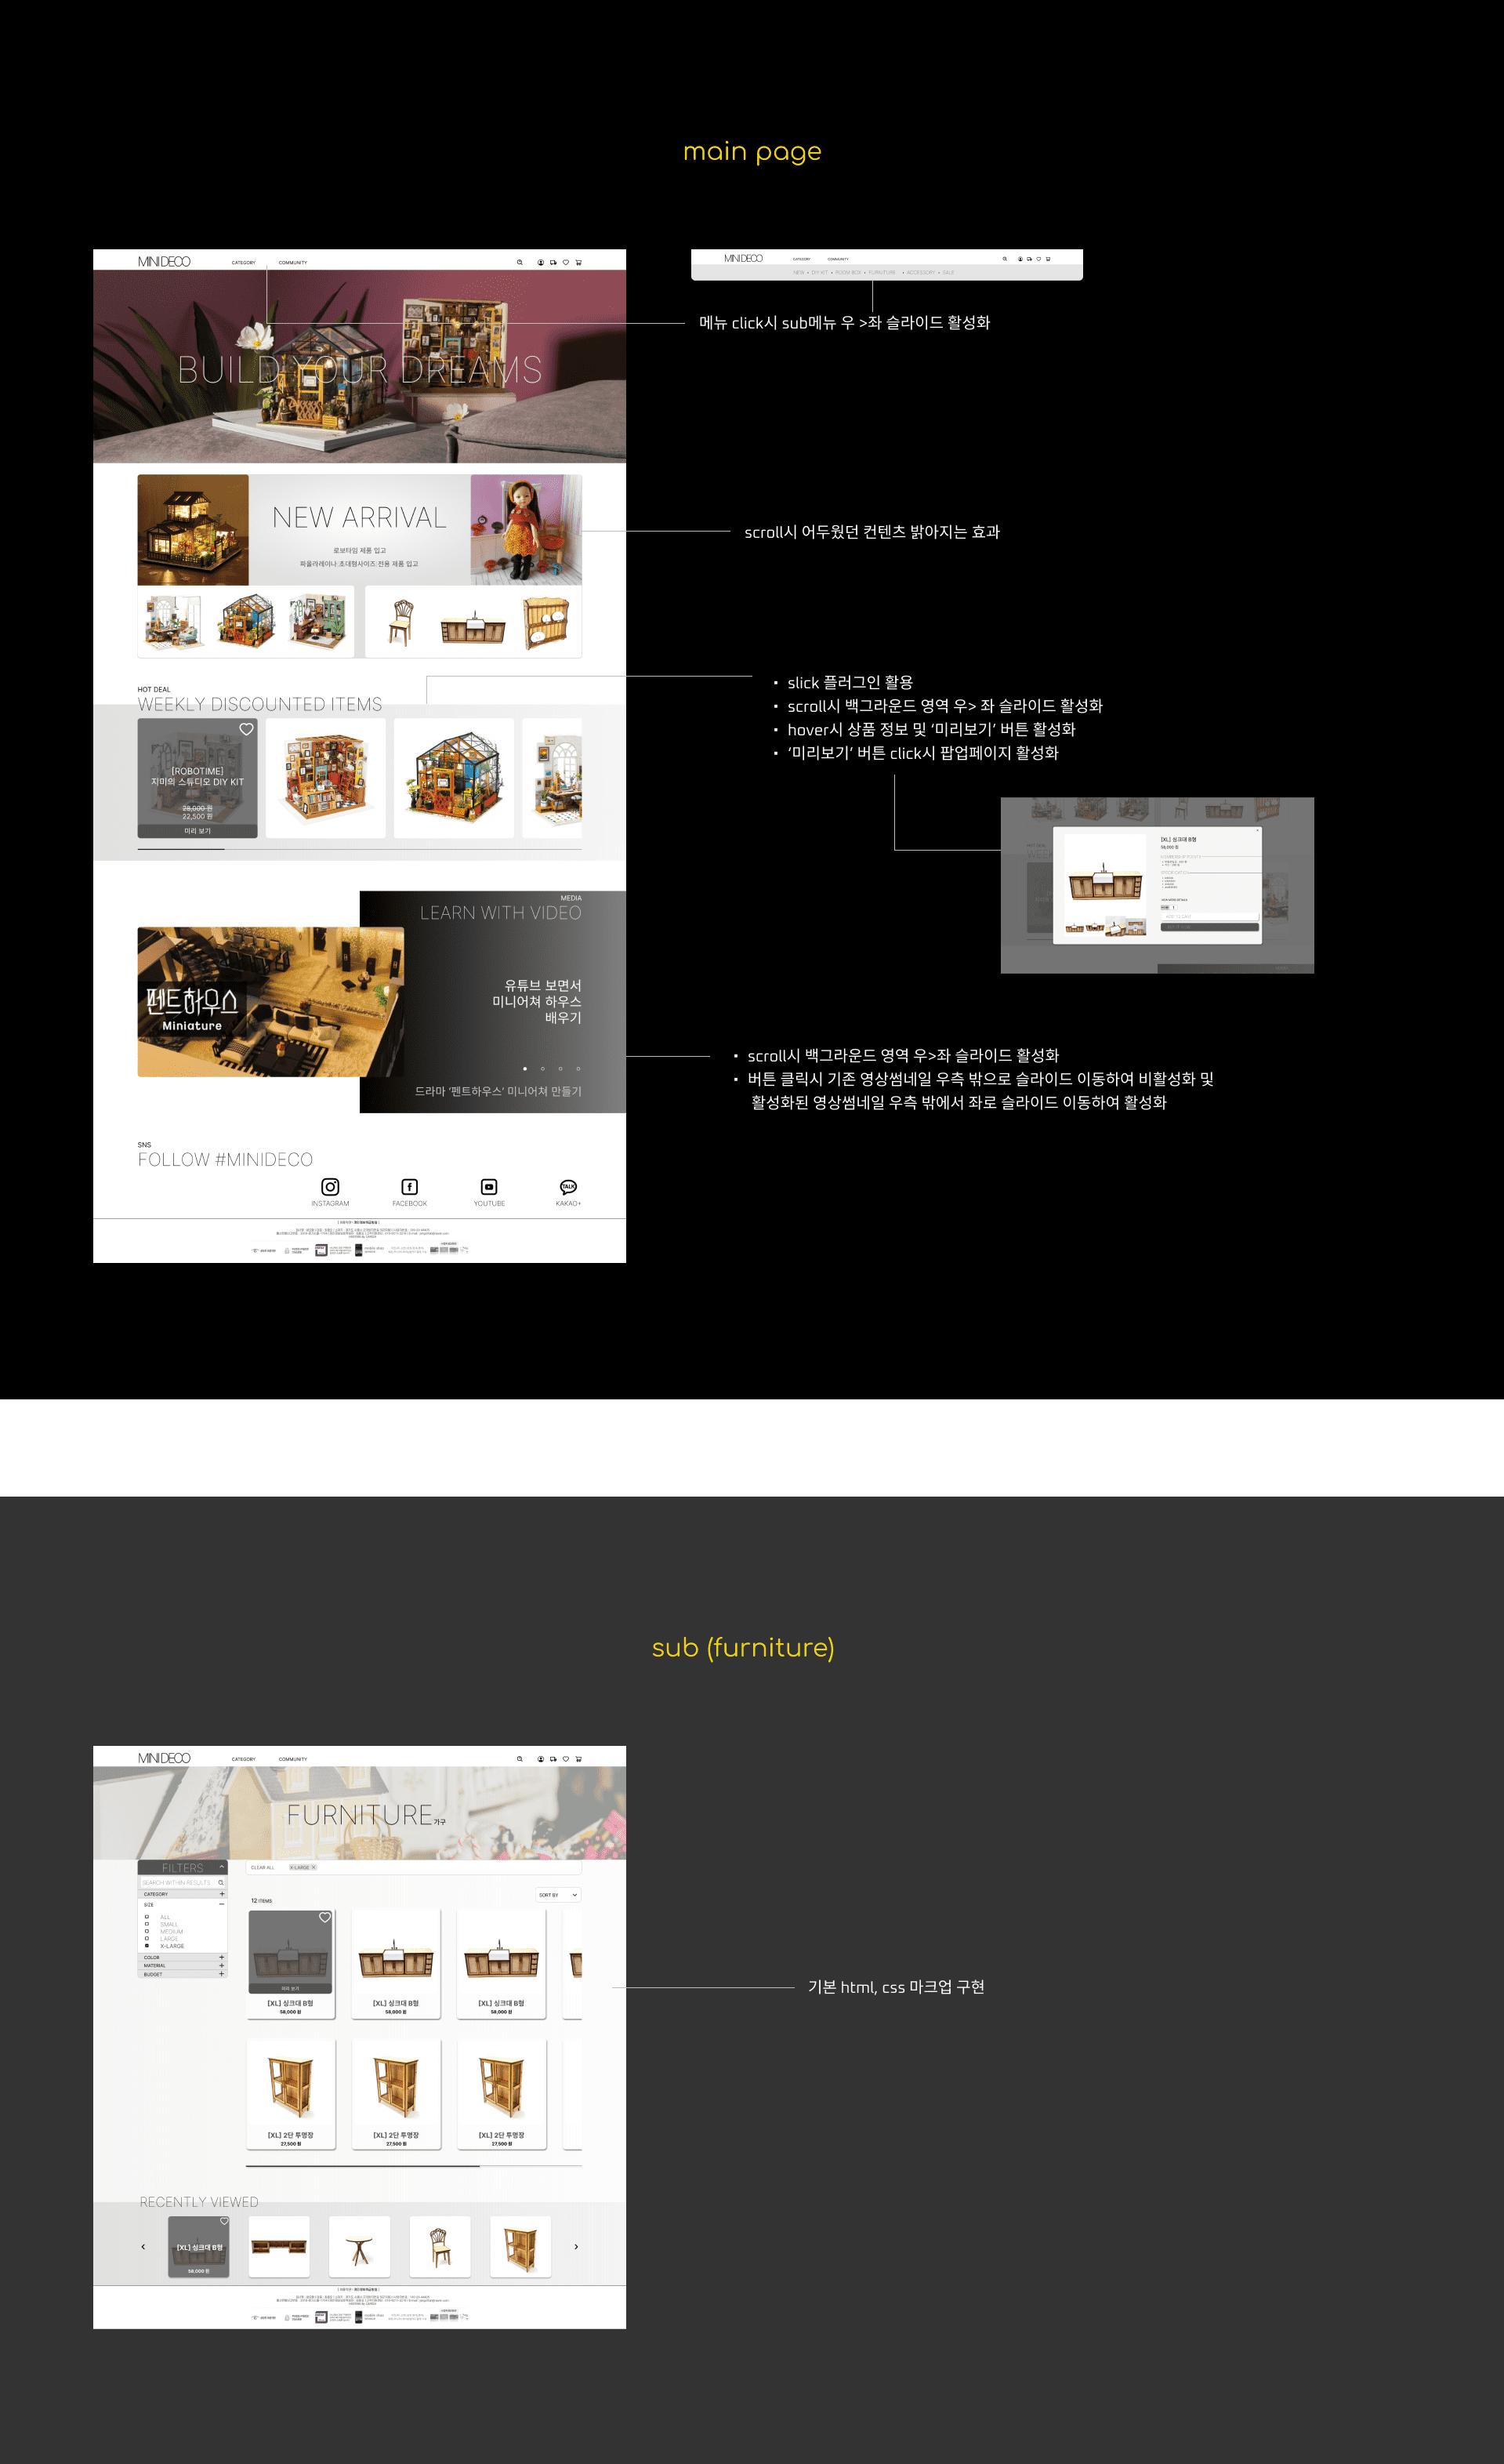 main page
MINIDECO
CATEGORY
COMMUNITY
BUILD YOUR DREAMS
MINIDECO
CATEGORY
COMMUNITY
NEW • DIY KIT • ROOM BOX • FURNITURE • ACCESSORY • SALE
메뉴 click시 sub메뉴 우 >좌 슬라이드 활성화
NEW ARRIVAL
로보타임 제품 입고
파올라레이나:초대형사이즈:전용 제품 입고
scroll시 어두웠던 컨텐츠 밝아지는 효과
HOT DEAL
WEEKLY DISCOUNTED ITEMS
[ROBOTIME]
지미의 스튜디오 DIY KIT
28,000 원
22,500 원
미리 보기
▪ slick 플러그인 활용
▪ scroll시 백그라운드 영역 우> 좌 슬라이드 활성화
▪ hover시 상품 정보 및 ‘미리보기’ 버튼 활성화
▪ ‘미리보기’ 버튼 click시 팝업페이지 활성화
[XL] 싱크대 B형
58,000 원
MEDIA
LEARN WITH VIDEO
펜트하우스
Miniature
유튜브 보면서
미니어쳐 하우스
배우기
드라마 ‘펜트하우스’ 미니어쳐 만들기
▪ scroll시 백그라운드 영역 우>좌 슬라이드 활성화
▪ 버튼 클릭시 기존 영상썸네일 우측 밖으로 슬라이드 이동하여 비활성화 및
활성화된 영상썸네일 우측 밖에서 좌로 슬라이드 이동하여 활성화
SNS
FOLLOW #MINIDECO
TALK
INSTAGRAM
FACEBOOK
YOUTUBE
KAKAO+
sub (furniture)
MINIDECO
CATEGORY
COMMUNITY
FURNITURE가구
FILTERS
SEARCH WITHIN RESULTS
CATEGORY
SIZE
ALL
SMALL
MEDIUM
LARGE
X-LARGE
COLOR
MATERIAL
BUDGET
CLEAR ALL
X-LARGE X
12 ITEMS
SORT BY
미리 보기
[XL] 싱크대 B형
58,000 원
[XL] 싱크대 B형
58,000 원
[XL] 싱크대 B형
58,000 원
기본 html, css 마크업 구현
[XL] 2단 투명장
27,500 원
[XL] 2단 투명장
27,500 원
[XL] 2단 투명장
27,500 원
RECENTLY VIEWED
[XL] 싱크대 B형
58,000 원